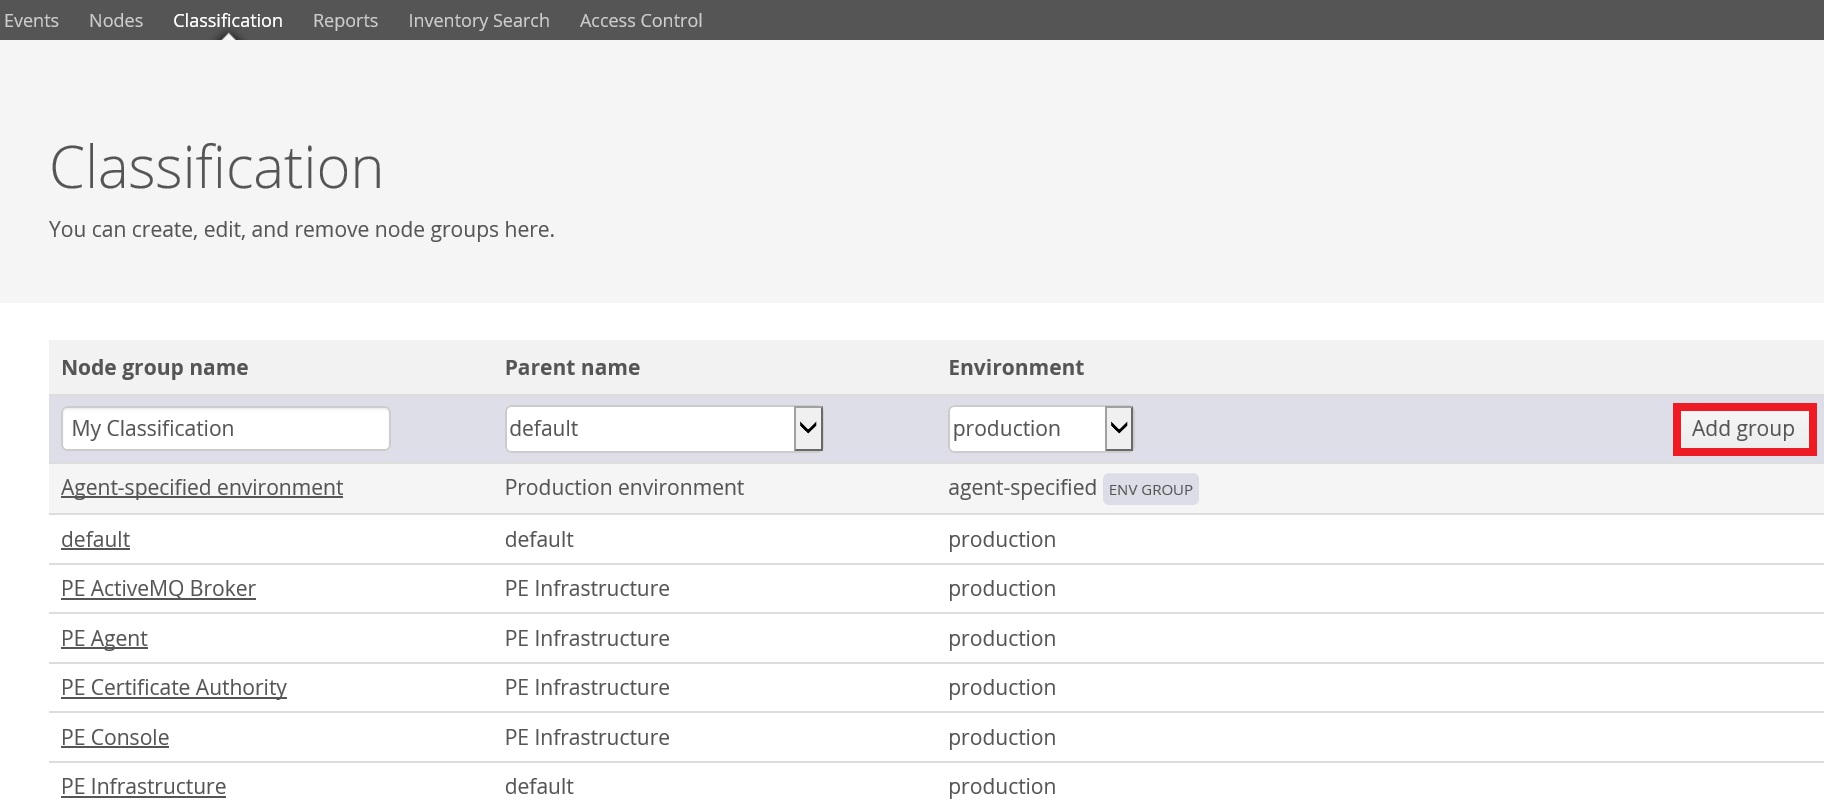 Events Nodes Classification Reports Inventory Search Access Control
Classification
You can create, edit, and remove node groups here.
Node group name Parent name Environment
My Classification default production Add group
Agent-specified environment Production environment agent-specified ENV GROUP
default default production
PE ActiveMQ Broker PE Infrastructure production
PE Agent PE Infrastructure production
PE Certificate Authority PE Infrastructure production
PE Console PE Infrastructure production
PE Infrastructure default production